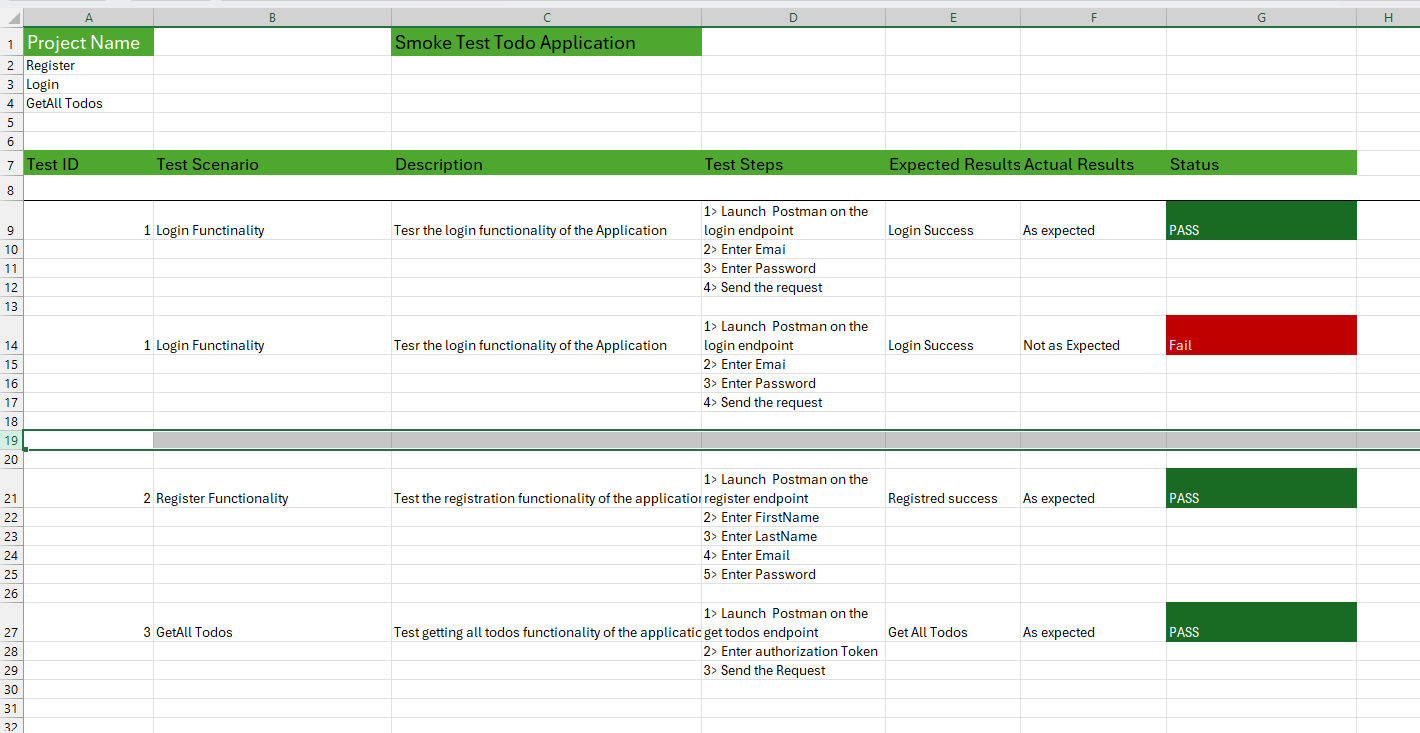 A B C D E F G H
1 Project Name Smoke Test Todo Application
2 Register
3 Login
4 GetAll Todos
5
6
7 Test ID Test Scenario Description Test Steps Expected Results Actual Results Status
8
1> Launch  Postman on the
9 1 Login Functinality Tesr the login functionality of the Application login endpoint Login Success As expected PASS
10 2> Enter Emai
11 3> Enter Password
12 4> Send the request
13
1> Launch  Postman on the
14 1 Login Functinality Tesr the login functionality of the Application login endpoint Login Success Not as Expected Fail
15 2> Enter Emai
16 3> Enter Password
17 4> Send the request
18
19
20
1> Launch  Postman on the
21 2 Register Functionality Test the registration functionality of the application register endpoint Registred success As expected PASS
22 2> Enter FirstName
23 3> Enter LastName
24 4> Enter Email
25 5> Enter Password
26
1> Launch  Postman on the
27 3 GetAll Todos Test getting all todos functionality of the applicatic get todos endpoint Get All Todos As expected PASS
28 2> Enter authorization Token
29 3> Send the Request
30
31
32